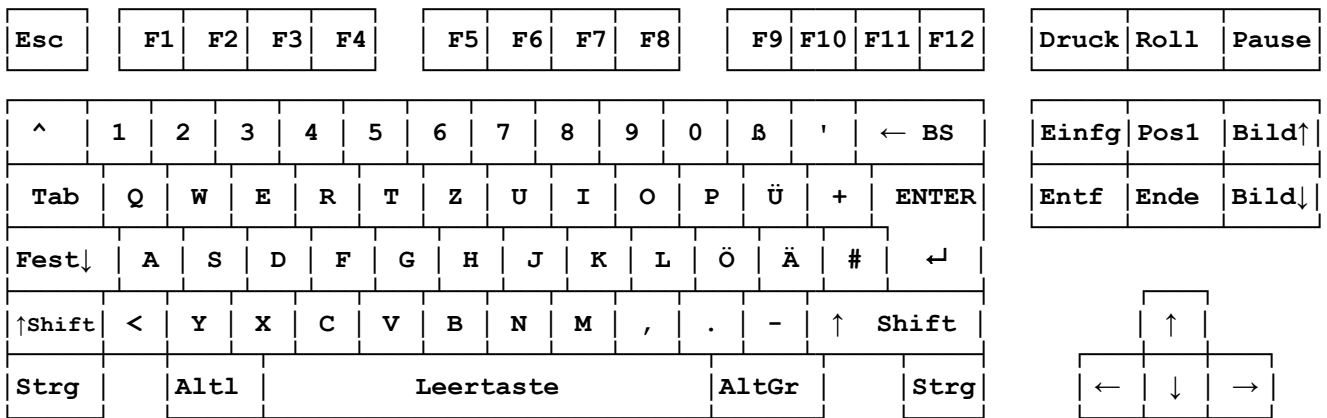 Esc F1 F2 F3 F4 F5 F6 F7 F8 F9 F10 F11 F12 Druck Roll Pause
^ 1 2 3 4 5 6 7 8 9 0 ß ' ← BS Einfg Pos1 Bild↑
Tab Q W E R T Z U I O P Ü + ENTER Entf Ende Bild↓
Fest↓ A S D F G H J K L Ö Ä # ↵
↑Shift < Y X C V B N M , . - ↑ Shift ↑
Strg Altl Leertaste AltGr Strg ← ↓ →